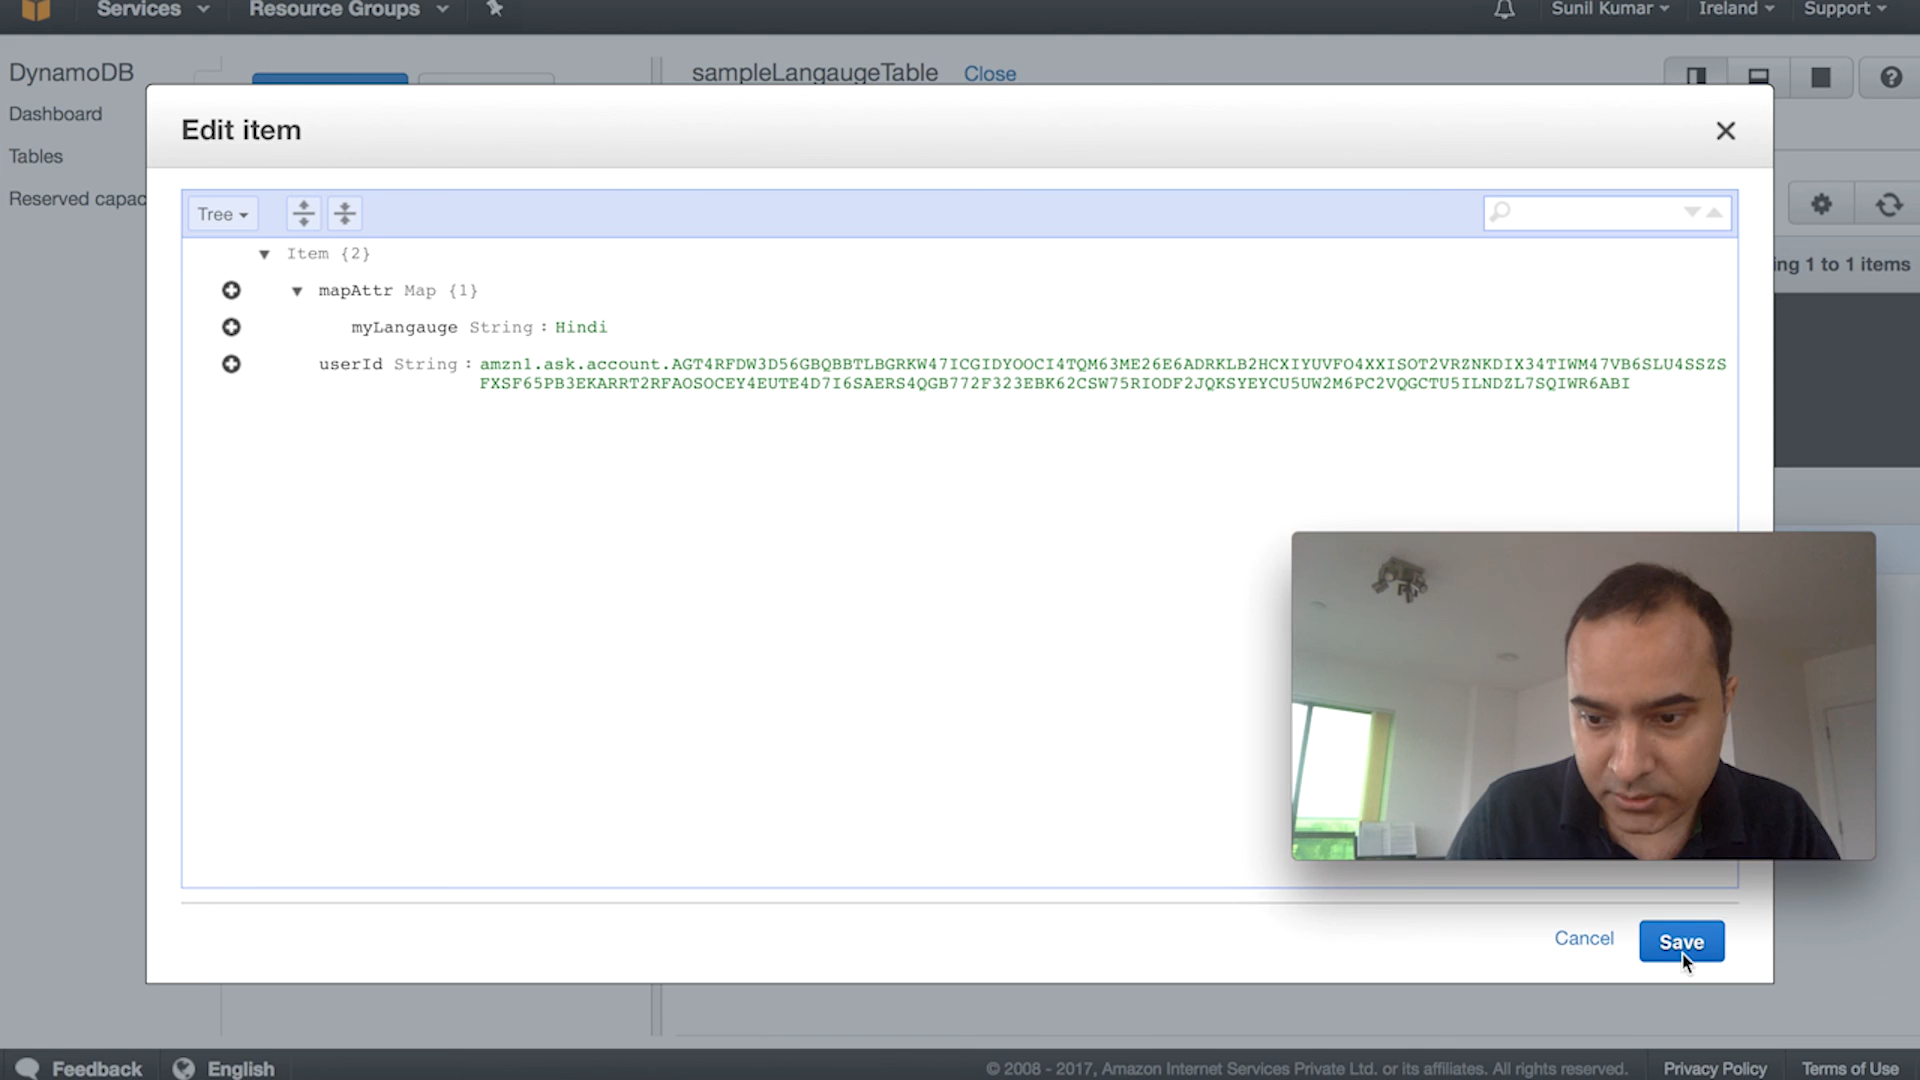 Services
Resource Groups
Sunil Kumar
Ireland
Support
DynamoDB
sampleLangaugeTable
Close
Dashboard
Tables
Reserved capac
Edit item
Tree
ing 1 to 1 items
Item {2}
mapAttr Map {1}
myLangauge String : Hindi
userId String : amzn1.ask.account.AGT4RFDW3D56GBQBBTLBGRKW47ICGIDYOOCI4TQM63ME26E6ADRKLB2HCXIYUVFO4XXISOT2VRZNKDIX34TIWM47VB6SLU4SSZS
FXSF65PB3EKARRT2RFAOSOCEY4EUTE4D7I6SAERS4QGB772F323EBK62CSW75RIODF2JQKSYEYCU5UW2M6PC2VQGCTU5ILNDZL7SQIWR6ABI
Cancel
Save
Feedback
English
© 2008 - 2017, Amazon Internet Services Private Ltd. or its affiliates. All rights reserved.
Privacy Policy
Terms of Use